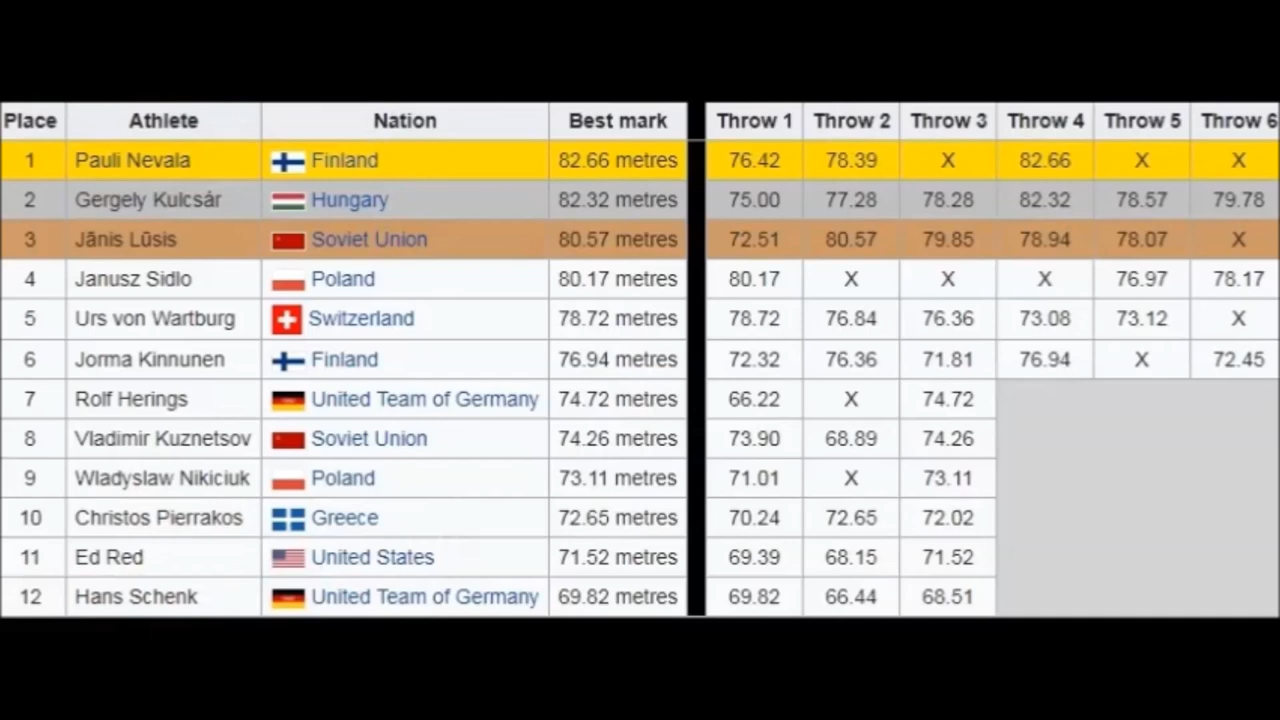 Place Athlete Nation Best mark Throw 1 Throw 2 Throw 3 Throw 4 Throw 5 Throw 6
1 Pauli Nevala Finland 82.66 metres 76.42 78.39 X 82.66 X X
2 Gergely Kulcsár Hungary 82.32 metres 75.00 77.28 78.28 82.32 78.57 79.78
3 Jānis Lūsis Soviet Union 80.57 metres 72.51 80.57 79.85 78.94 78.07 X
4 Janusz Sidlo Poland 80.17 metres 80.17 X X X 76.97 78.17
5 Urs von Wartburg Switzerland 78.72 metres 78.72 76.84 76.36 73.08 73.12 X
6 Jorma Kinnunen Finland 76.94 metres 72.32 76.36 71.81 76.94 X 72.45
7 Rolf Herings United Team of Germany 74.72 metres 66.22 X 74.72
8 Vladimir Kuznetsov Soviet Union 74.26 metres 73.90 68.89 74.26
9 Wladyslaw Nikiciuk Poland 73.11 metres 71.01 X 73.11
10 Christos Pierrakos Greece 72.65 metres 70.24 72.65 72.02
11 Ed Red United States 71.52 metres 69.39 68.15 71.52
12 Hans Schenk United Team of Germany 69.82 metres 69.82 66.44 68.51